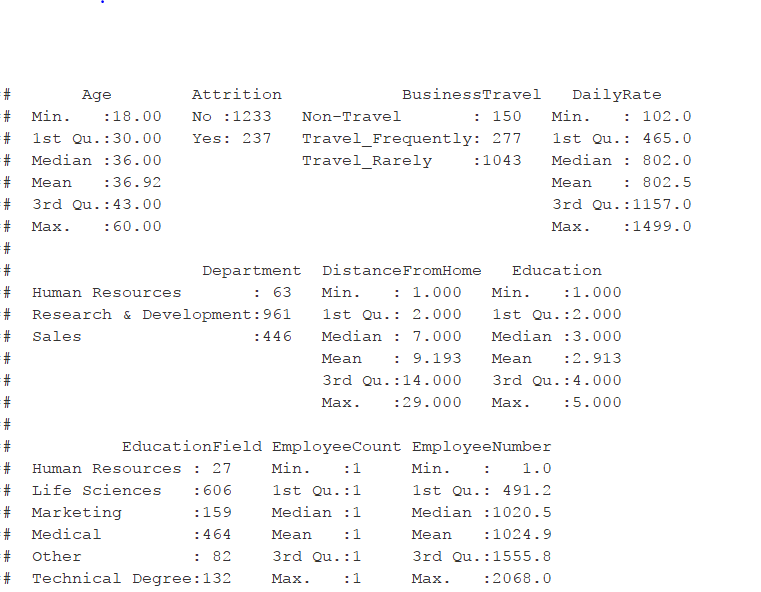 #        Age         Attrition            BusinessTravel   DailyRate
#  Min.   :18.00   No :1233   Non-Travel       : 150   Min.   : 102.0
#  1st Qu.:30.00   Yes: 237   Travel_Frequently: 277   1st Qu.: 465.0
#  Median :36.00              Travel_Rarely    :1043   Median : 802.0
#  Mean   :36.92                                       Mean   : 802.5
#  3rd Qu.:43.00                                       3rd Qu.:1157.0
#  Max.   :60.00                                       Max.   :1499.0
#
#                   Department  DistanceFromHome   Education
#  Human Resources       : 63   Min.   : 1.000   Min.   :1.000
#  Research & Development:961   1st Qu.: 2.000   1st Qu.:2.000
#  Sales                 :446   Median : 7.000   Median :3.000
#                               Mean   : 9.193   Mean   :2.913
#                               3rd Qu.:14.000   3rd Qu.:4.000
#                               Max.   :29.000   Max.   :5.000
#
#           EducationField EmployeeCount EmployeeNumber
#  Human Resources : 27    Min.   :1     Min.   :   1.0
#  Life Sciences   :606    1st Qu.:1     1st Qu.: 491.2
#  Marketing       :159    Median :1     Median :1020.5
#  Medical         :464    Mean   :1     Mean   :1024.9
#  Other           : 82    3rd Qu.:1     3rd Qu.:1555.8
#  Technical Degree:132    Max.   :1     Max.   :2068.0